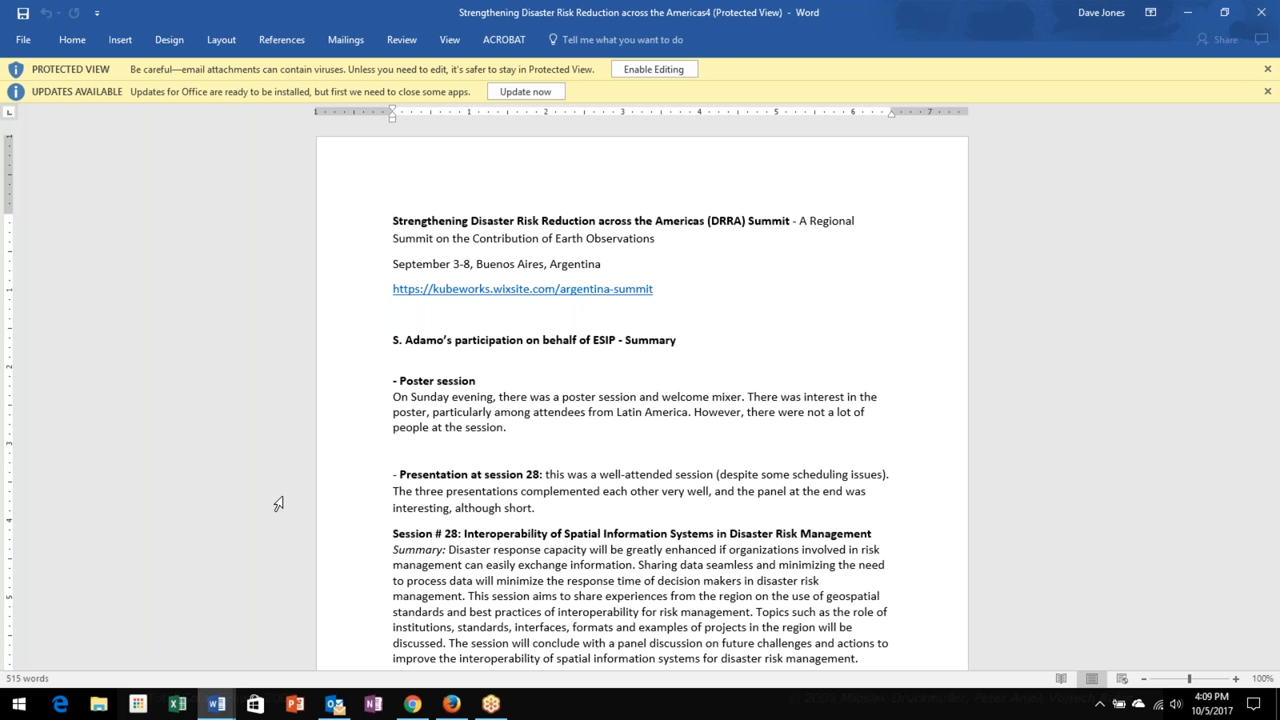 Strengthening Disaster Risk Reduction across the Americas4 (Protected View) - Word
Dave Jones
File Home Insert Design Layout References Mailings Review View ACROBAT Tell me what you want to do Share
PROTECTED VIEW Be careful—email attachments can contain viruses. Unless you need to edit, it's safer to stay in Protected View. Enable Editing
UPDATES AVAILABLE Updates for Office are ready to be installed, but first we need to close some apps. Update now
1 1 2 3 4 5 6 7
Strengthening Disaster Risk Reduction across the Americas (DRRA) Summit - A Regional
Summit on the Contribution of Earth Observations
September 3-8, Buenos Aires, Argentina
https://kubeworks.wixsite.com/argentina-summit
S. Adamo's participation on behalf of ESIP - Summary
- Poster session
On Sunday evening, there was a poster session and welcome mixer. There was interest in the
poster, particularly among attendees from Latin America. However, there were not a lot of
people at the session.
- Presentation at session 28: this was a well-attended session (despite some scheduling issues).
The three presentations complemented each other very well, and the panel at the end was
interesting, although short.
Session # 28: Interoperability of Spatial Information Systems in Disaster Risk Management
Summary: Disaster response capacity will be greatly enhanced if organizations involved in risk
management can easily exchange information. Sharing data seamless and minimizing the need
to process data will minimize the response time of decision makers in disaster risk
management. This session aims to share experiences from the region on the use of geospatial
standards and best practices of interoperability for risk management. Topics such as the role of
institutions, standards, interfaces, formats and examples of projects in the region will be
discussed. The session will conclude with a panel discussion on future challenges and actions to
improve the interoperability of spatial information systems for disaster risk management.
515 words
100%
4:09 PM
10/5/2017